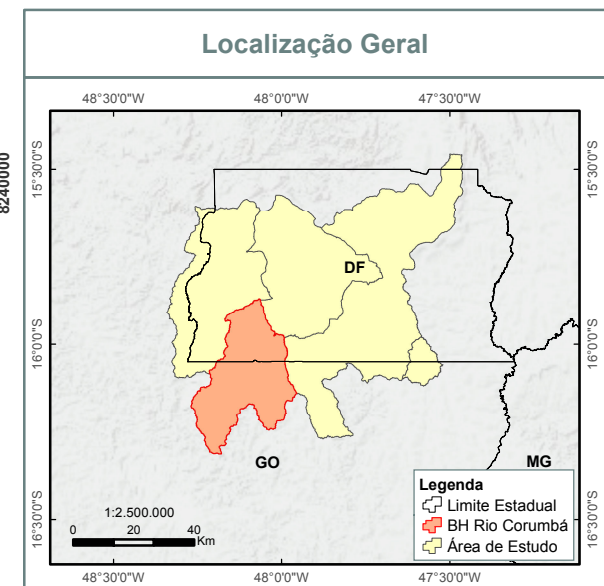 Localização Geral
48°30'0"W 48°0'0"W 47°30'0"W
8240000
15°30'0"S 15°30'0"S
DF
16°0'0"S 16°0'0"S
GO
MG
Legenda
Limite Estadual
BH Rio Corumbá
Área de Estudo
1:2.500.000
0 20 40
Km
16°30'0"S 16°30'0"S
48°30'0"W 48°0'0"W 47°30'0"W